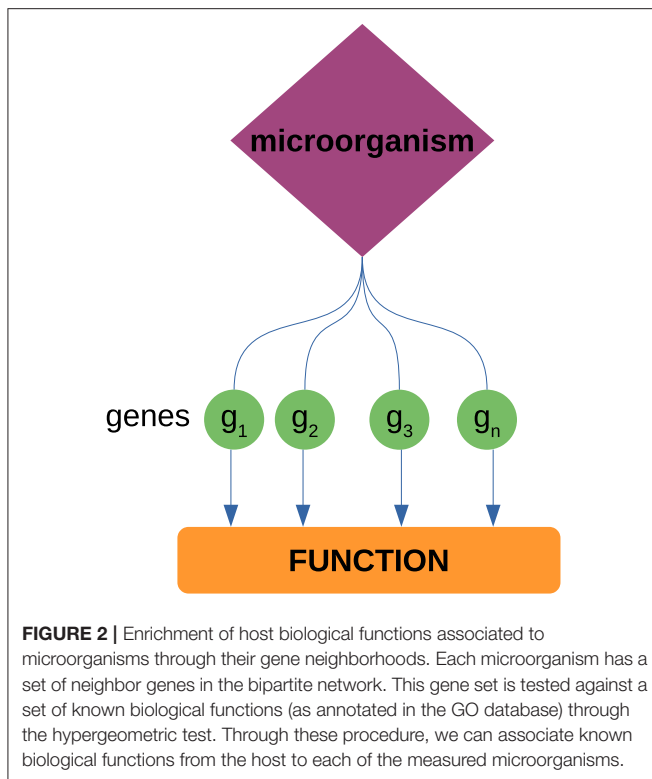 microorganism
genes g1 g2 g3 gn
FUNCTION
FIGURE 2 | Enrichment of host biological functions associated to
microorganisms through their gene neighborhoods. Each microorganism has a
set of neighbor genes in the bipartite network. This gene set is tested against a
set of known biological functions (as annotated in the GO database) through
the hypergeometric test. Through these procedure, we can associate known
biological functions from the host to each of the measured microorganisms.